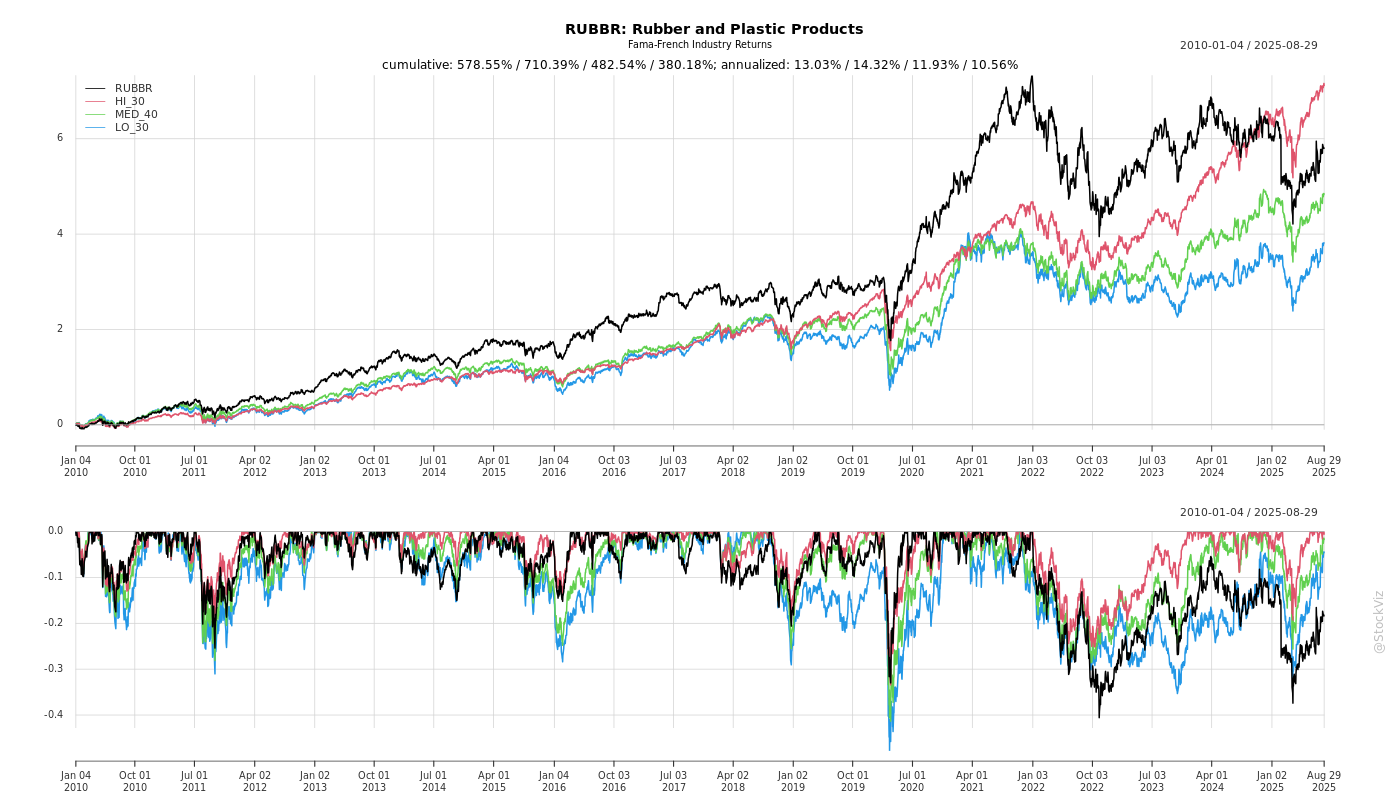 RUBBR: Rubber and Plastic Products
Fama-French Industry Returns
2010-01-04 / 2025-08-29
cumulative: 578.55% / 710.39% / 482.54% / 380.18%; annualized: 13.03% / 14.32% / 11.93% / 10.56%
RUBBR
HI_30
MED_40
LO_30
6
4
2
0
Jan 04 Oct 01 Jul 01 Apr 02 Jan 02 Oct 01 Jul 01 Apr 01 Jan 04 Oct 03 Jul 03 Apr 02 Jan 02 Oct 01 Jul 01 Apr 01 Jan 03 Oct 03 Jul 03 Apr 01 Jan 02 Aug 29
2010 2010 2011 2012 2013 2013 2014 2015 2016 2016 2017 2018 2019 2019 2020 2021 2022 2022 2023 2024 2025 2025
2010-01-04 / 2025-08-29
0.0
-0.1
-0.2
-0.3
-0.4
Jan 04 Oct 01 Jul 01 Apr 02 Jan 02 Oct 01 Jul 01 Apr 01 Jan 04 Oct 03 Jul 03 Apr 02 Jan 02 Oct 01 Jul 01 Apr 01 Jan 03 Oct 03 Jul 03 Apr 01 Jan 02 Aug 29
2010 2010 2011 2012 2013 2013 2014 2015 2016 2016 2017 2018 2019 2019 2020 2021 2022 2022 2023 2024 2025 2025
@StockViz